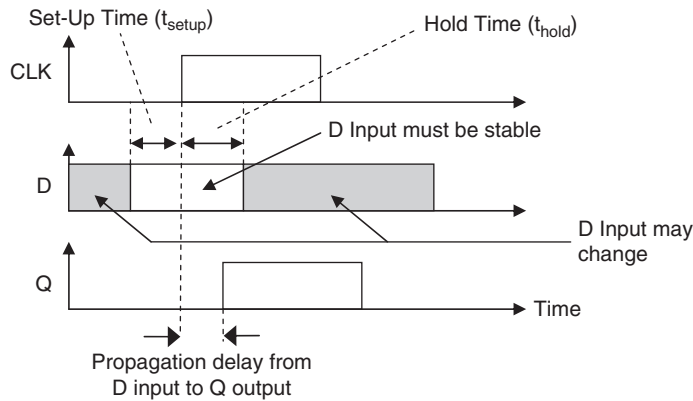 Set-Up Time (tsetup)
Hold Time (thold)
CLK
D Input must be stable
D
D Input may
change
Q
Time
Propagation delay from
D input to Q output